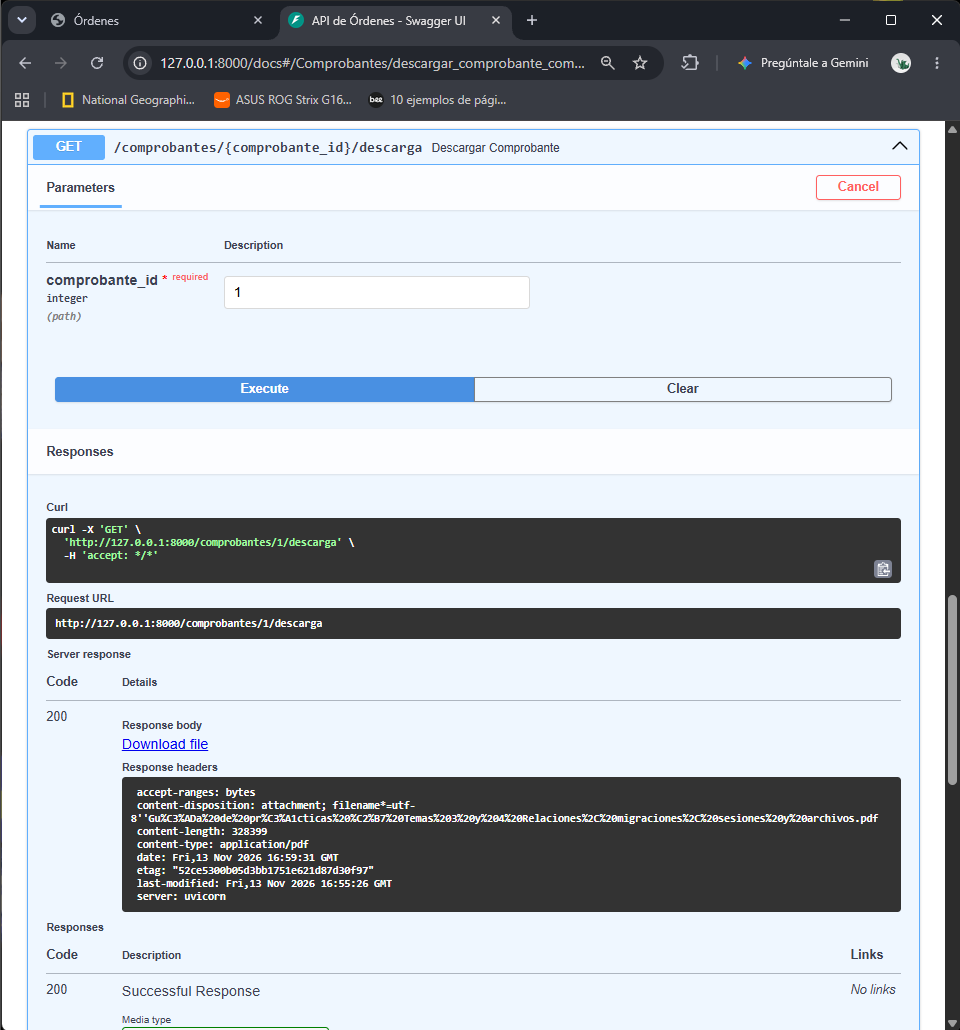 Órdenes
API de Órdenes - Swagger UI
127.0.0.1:8000/docs#/Comprobantes/descargar_comprobante_com...
Pregúntale a Gemini
National Geographi...
ASUS ROG Strix G16...
bee
10 ejemplos de pági...
GET
/comprobantes/{comprobante_id}/descarga Descargar Comprobante
Parameters
Cancel
Name Description
comprobante_id * required
integer
(path)
1
Execute
Clear
Responses
Curl
curl -X 'GET' \
'http://127.0.0.1:8000/comprobantes/1/descarga' \
-H 'accept: */*'
Request URL
http://127.0.0.1:8000/comprobantes/1/descarga
Server response
Code Details
200
Response body
Download file
Response headers
accept-ranges: bytes
content-disposition: attachment; filename*=utf-
8''Gu%C3%ADa%20de%20pr%C3%A1cticas%20%C2%B7%20Temas%203%20y%204%20Relaciones%2C%20migraciones%2C%20sesiones%20y%20archivos.pdf
content-length: 328399
content-type: application/pdf
date: Fri,13 Nov 2026 16:59:31 GMT
etag: "52ce5300b05d3bb1751e621d87d30f97"
last-modified: Fri,13 Nov 2026 16:55:26 GMT
server: uvicorn
Responses
Code Description Links
200 Successful Response No links
Media type